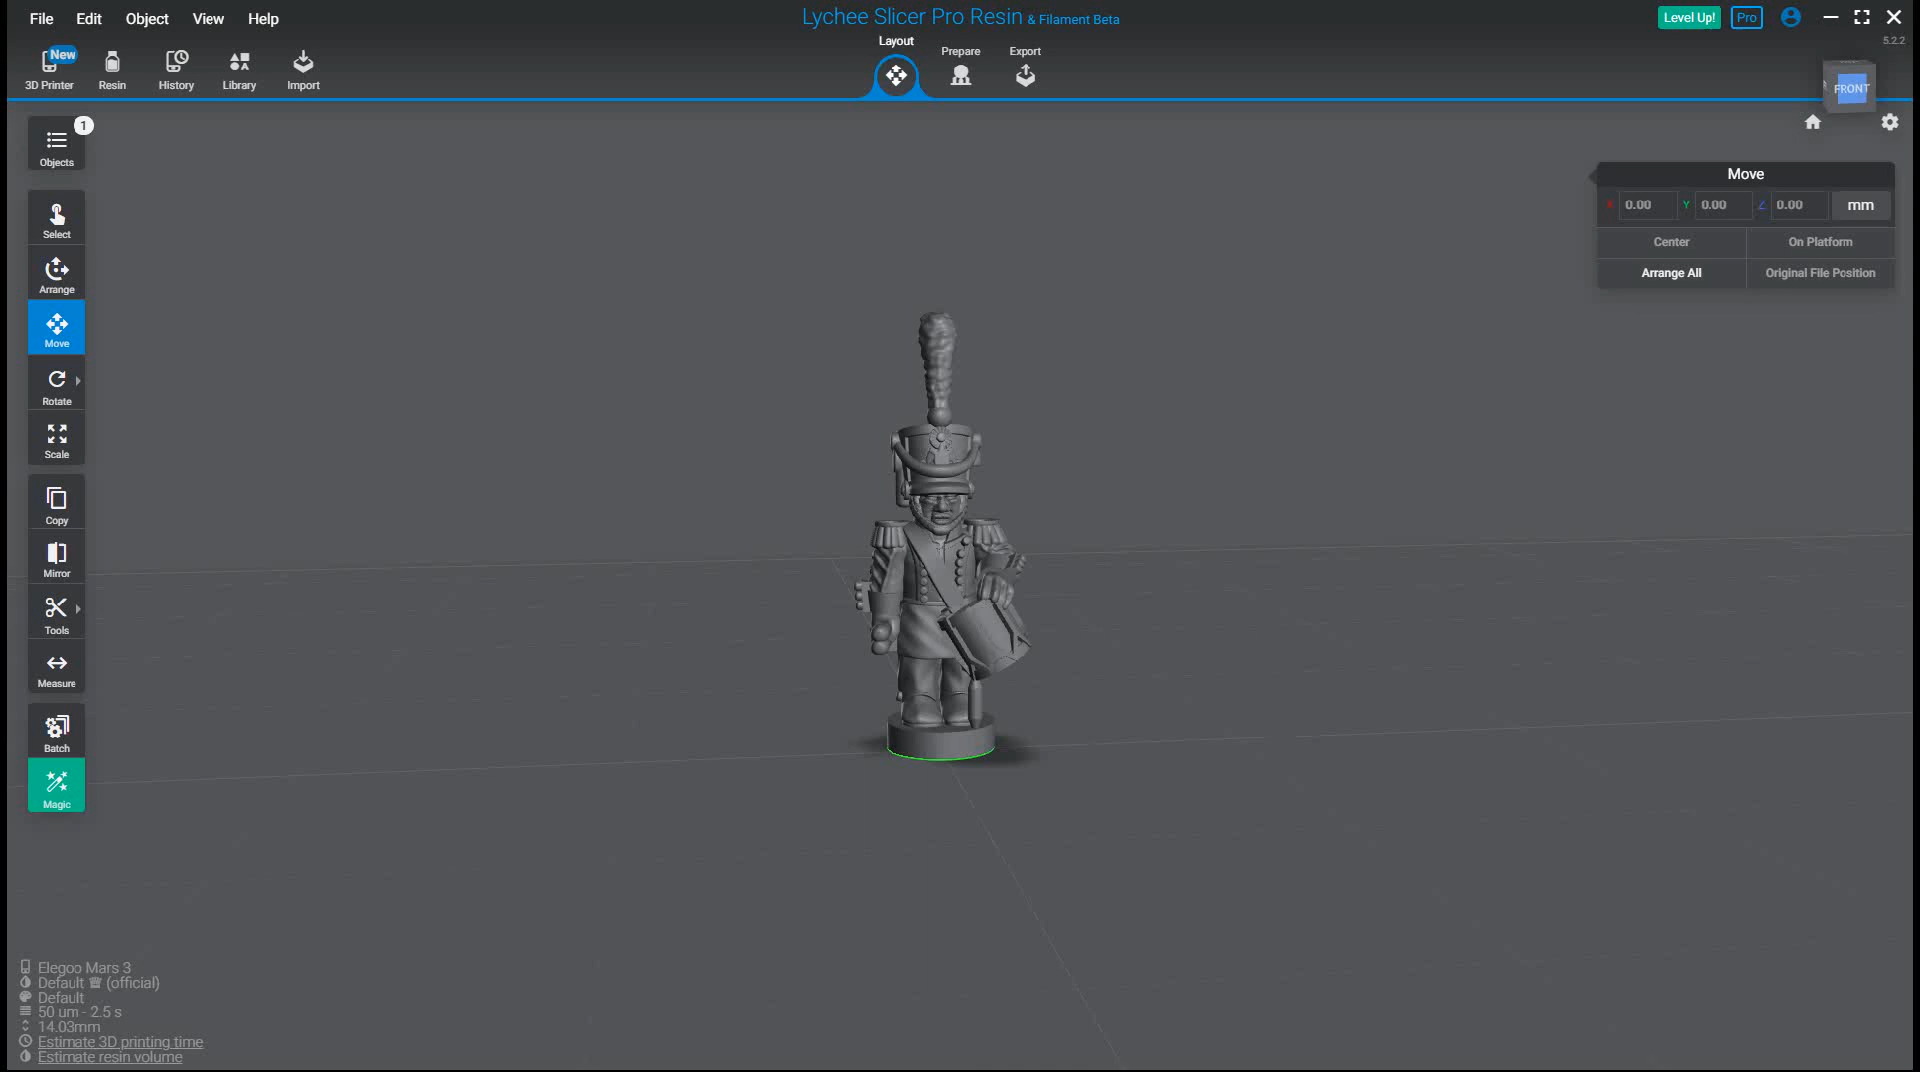 File Edit Object View Help
Lychee Slicer Pro Resin & Filament Beta
Level Up! Pro
5.2.2
New
3D Printer Resin History Library Import
Layout Prepare Export
FRONT
1
Objects
Select
Arrange
Move
Rotate
Scale
Copy
Mirror
Tools
Measure
Batch
Magic
Move
X 0.00 Y 0.00 Z 0.00 mm
Center On Platform
Arrange All Original File Position
Elegoo Mars 3
Default (official)
Default
50 um - 2.5 s
14.03mm
Estimate 3D printing time
Estimate resin volume